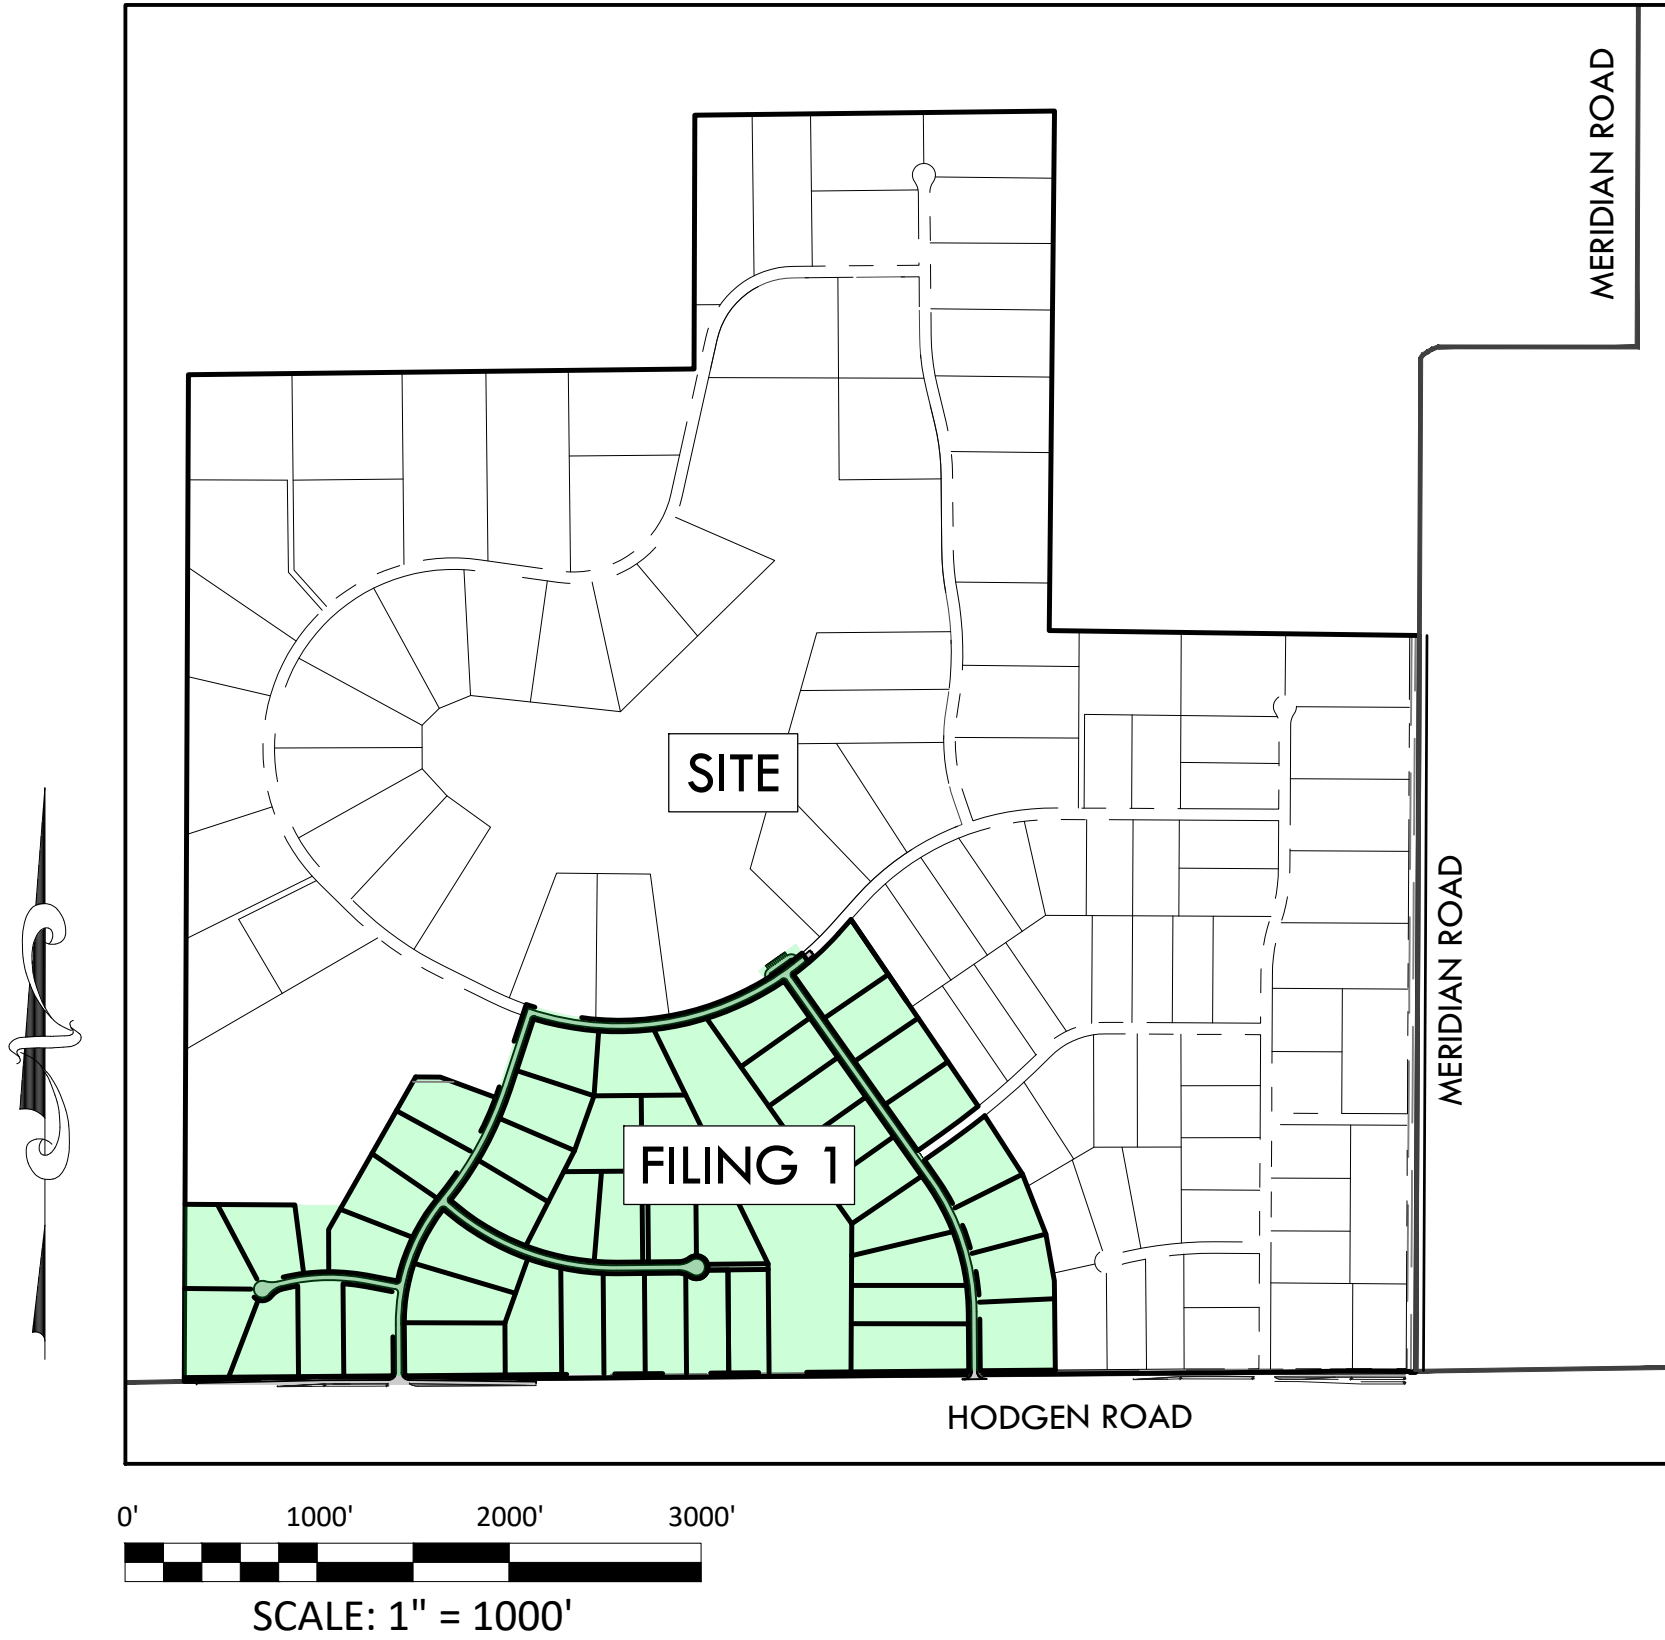 MERIDIAN ROAD
SITE
MERIDIAN ROAD
FILING 1
HODGEN ROAD
0' 1000' 2000' 3000'
SCALE: 1" = 1000'